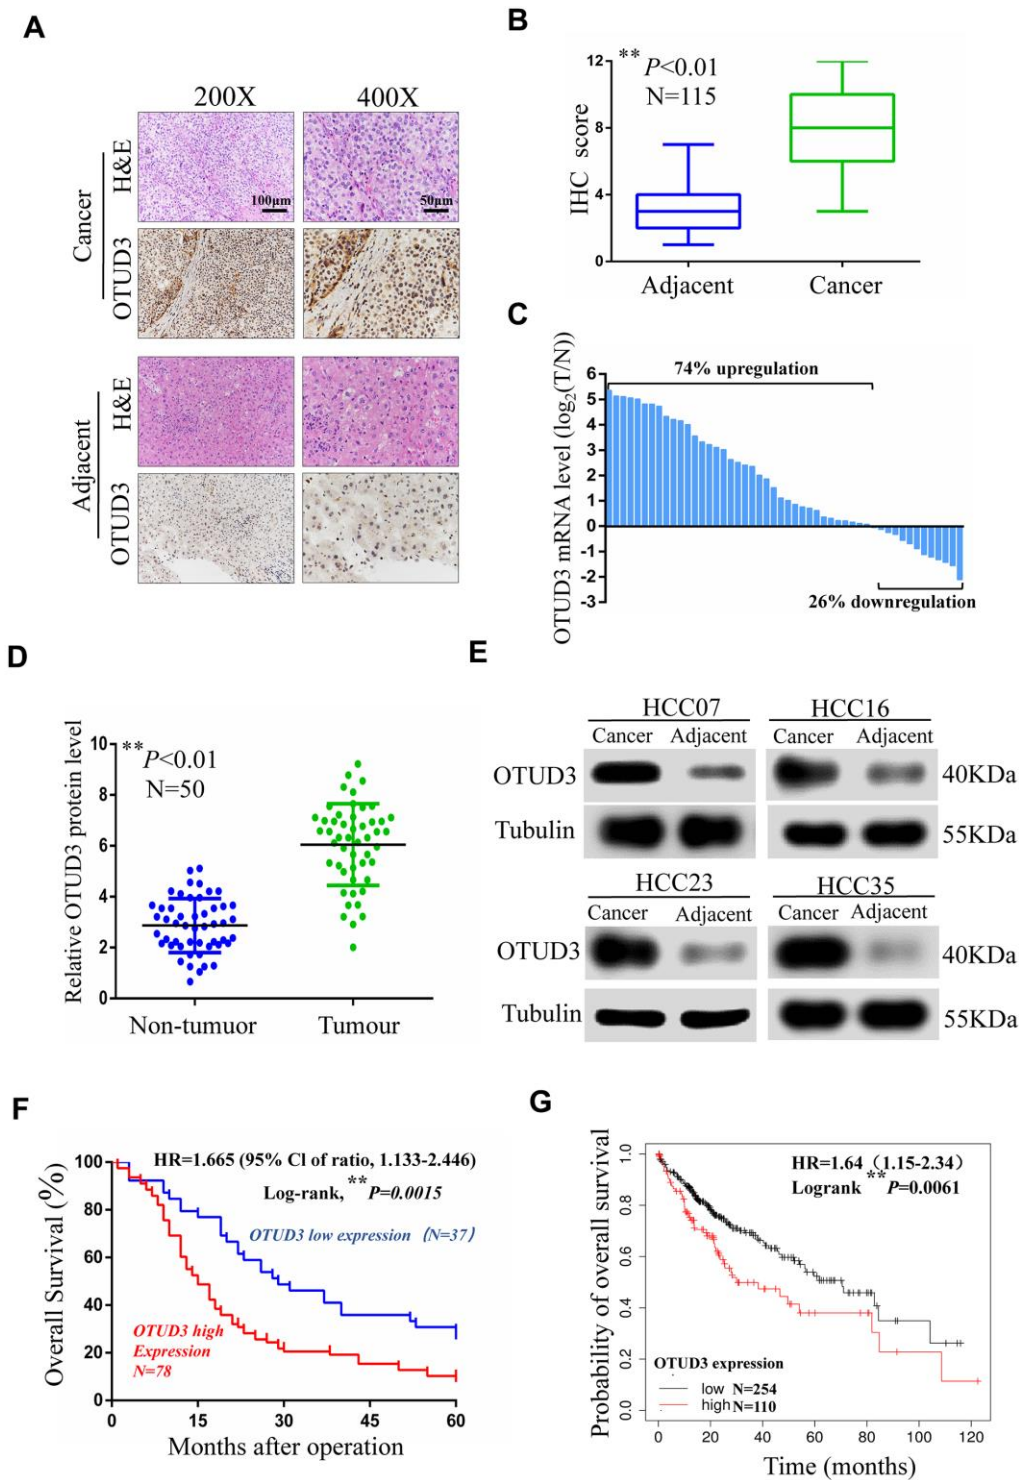 A
200X 400X
Cancer
H&E
100μm 50μm
OTUD3
Adjacent
H&E
OTUD3
B
** P<0.01
N=115
IHC score
12
8
4
0
Adjacent Cancer
C
OTUD3 mRNA level (log2(T/N))
74% upregulation
6
5
4
3
2
1
0
-1
-2
-3
26% downregulation
D
Relative OTUD3 protein level
**P<0.01
N=50
10
8
6
4
2
0
Non-tumuor Tumour
E
HCC07 HCC16
Cancer Adjacent Cancer Adjacent
OTUD3 40KDa
Tubulin 55KDa
HCC23 HCC35
Cancer Adjacent Cancer Adjacent
OTUD3 40KDa
Tubulin 55KDa
F
Overall Survival (%)
HR=1.665 (95% CI of ratio, 1.133-2.446)
Log-rank, **P=0.0015
OTUD3 low expression (N=37)
OTUD3 high
Expression
N=78
100
80
60
40
20
0
0 15 30 45 60
Months after operation
G
Probability of overall survival
HR=1.64 (1.15-2.34)
Logrank **P=0.0061
1.0
0.8
0.6
0.4
0.2
0.0
OTUD3 expression
low N=254
high N=110
0 20 40 60 80 100 120
Time (months)